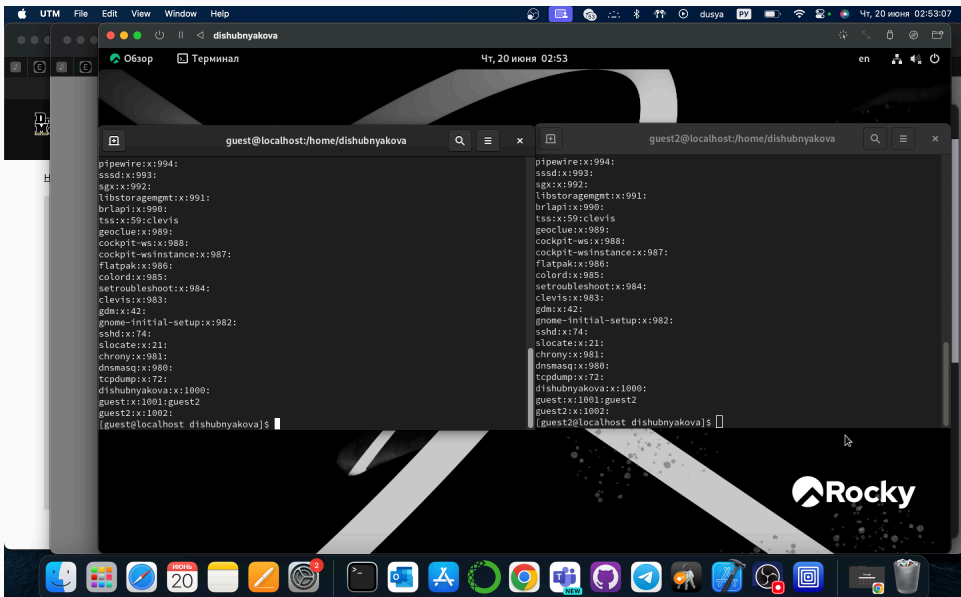 UTM File Edit View Window Help dusya РУ Чт, 20 июня 02:53:07
dishubnyakova
Обзор Терминал Чт, 20 июня 02:53 en
guest@localhost:/home/dishubnyakova
pipewire:x:994:
sssd:x:993:
sgx:x:992:
libstoragemgmt:x:991:
brlapi:x:990:
tss:x:59:clevis
geoclue:x:989:
cockpit-ws:x:988:
cockpit-wsinstance:x:987:
flatpak:x:986:
colord:x:985:
setroubleshoot:x:984:
clevis:x:983:
gdm:x:42:
gnome-initial-setup:x:982:
sshd:x:74:
slocate:x:21:
chrony:x:981:
dnsmasq:x:980:
tcpdump:x:72:
dishubnyakova:x:1000:
guest:x:1001:guest2
guest2:x:1002:
[guest@localhost dishubnyakova]$
guest2@localhost:/home/dishubnyakova
pipewire:x:994:
sssd:x:993:
sgx:x:992:
libstoragemgmt:x:991:
brlapi:x:990:
tss:x:59:clevis
geoclue:x:989:
cockpit-ws:x:988:
cockpit-wsinstance:x:987:
flatpak:x:986:
colord:x:985:
setroubleshoot:x:984:
clevis:x:983:
gdm:x:42:
gnome-initial-setup:x:982:
sshd:x:74:
slocate:x:21:
chrony:x:981:
dnsmasq:x:980:
tcpdump:x:72:
dishubnyakova:x:1000:
guest:x:1001:guest2
guest2:x:1002:
[guest2@localhost dishubnyakova]$
Rocky
ИЮНЬ
20
2
NEW